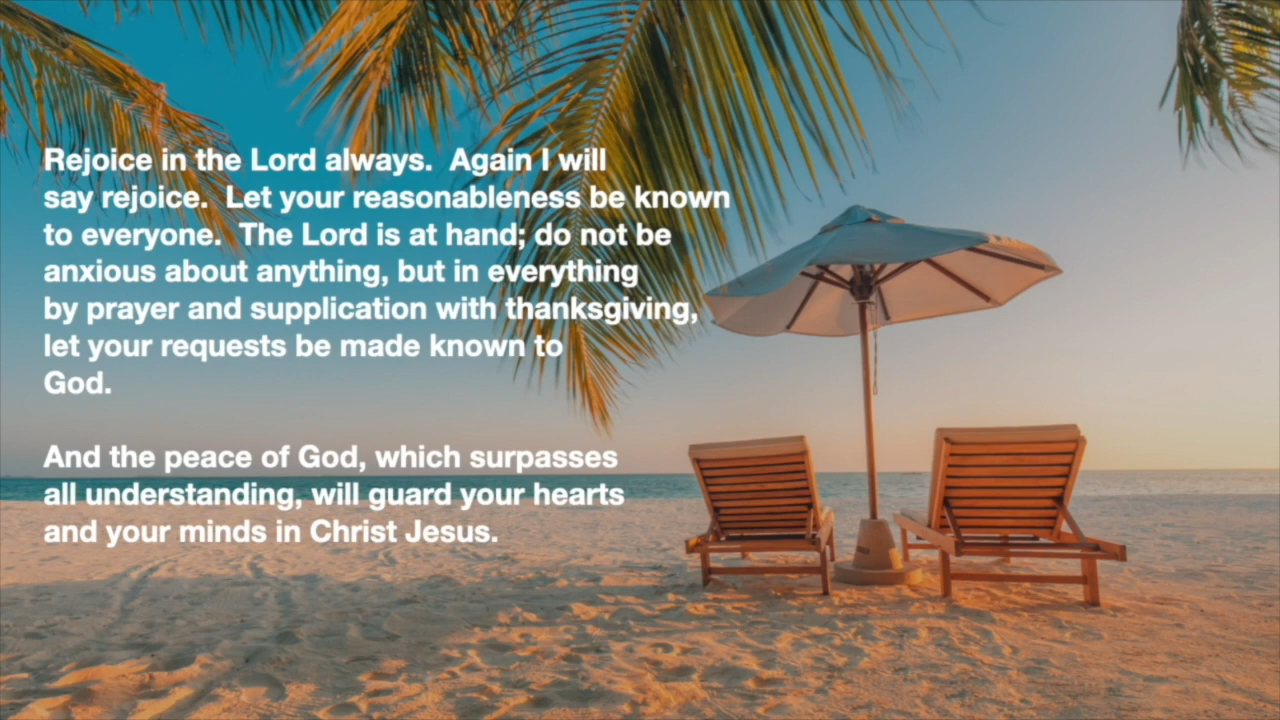 Rejoice in the Lord always.  Again I will
say rejoice.  Let your reasonableness be known
to everyone.  The Lord is at hand; do not be
anxious about anything, but in everything
by prayer and supplication with thanksgiving,
let your requests be made known to
God.
And the peace of God, which surpasses
all understanding, will guard your hearts
and your minds in Christ Jesus.